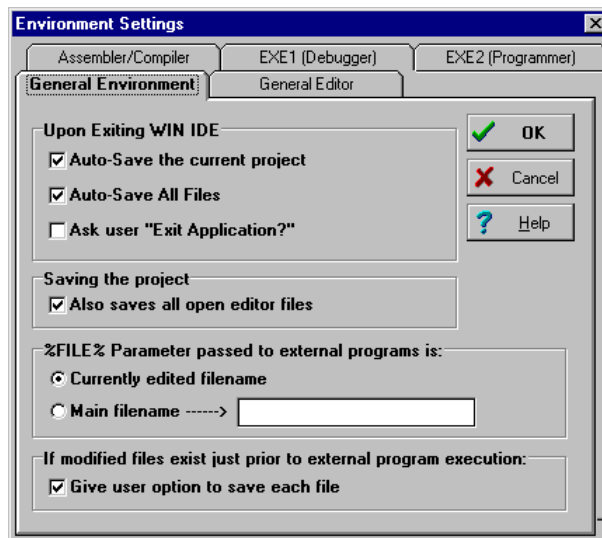 Environment Settings
Assembler/Compiler
EXE1 (Debugger)
EXE2 (Programmer)
General Environment
General Editor
Upon Exiting WIN IDE
Auto-Save the current project
Auto-Save All Files
Ask user "Exit Application?"
OK
Cancel
Help
Saving the project
Also saves all open editor files
%FILE% Parameter passed to external programs is:
Currently edited filename
Main filename ------>
If modified files exist just prior to external program execution:
Give user option to save each file